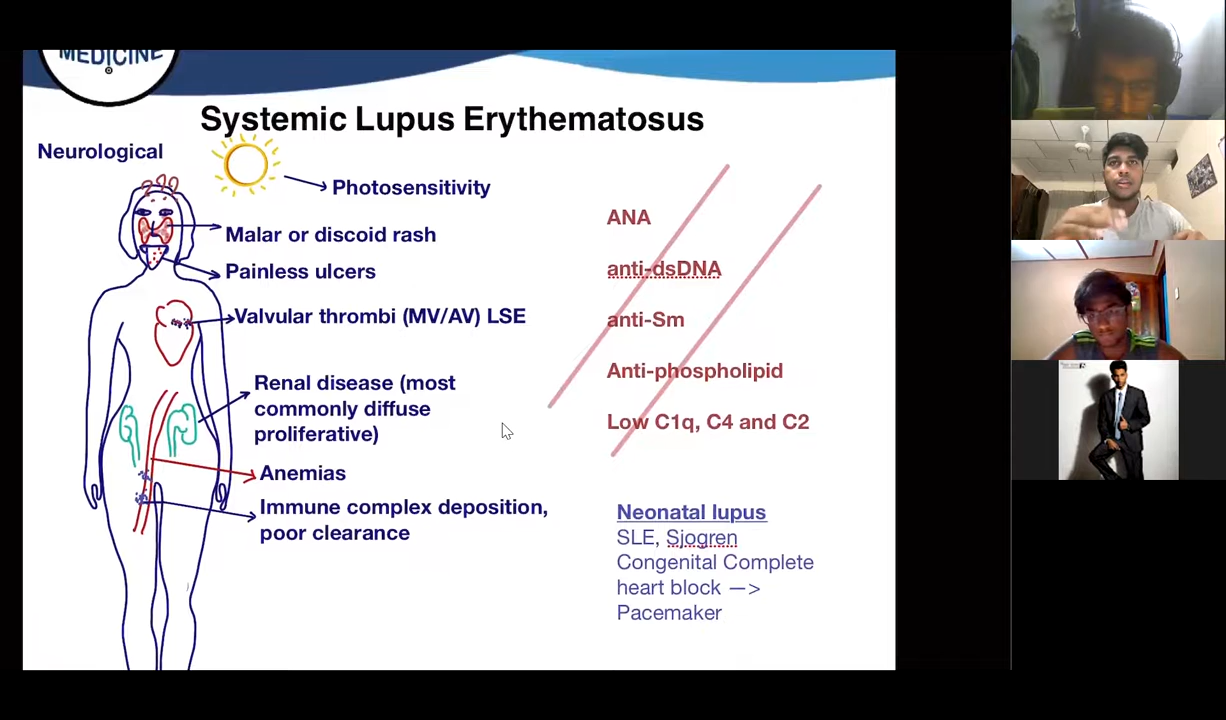 MEDICINE
Systemic Lupus Erythematosus
Neurological
Photosensitivity
Malar or discoid rash
Painless ulcers
Valvular thrombi (MV/AV) LSE
Renal disease (most
commonly diffuse
proliferative)
Anemias
Immune complex deposition,
poor clearance
ANA
anti-dsDNA
anti-Sm
Anti-phospholipid
Low C1q, C4 and C2
Neonatal lupus
SLE, Sjogren
Congenital Complete
heart block —>
Pacemaker